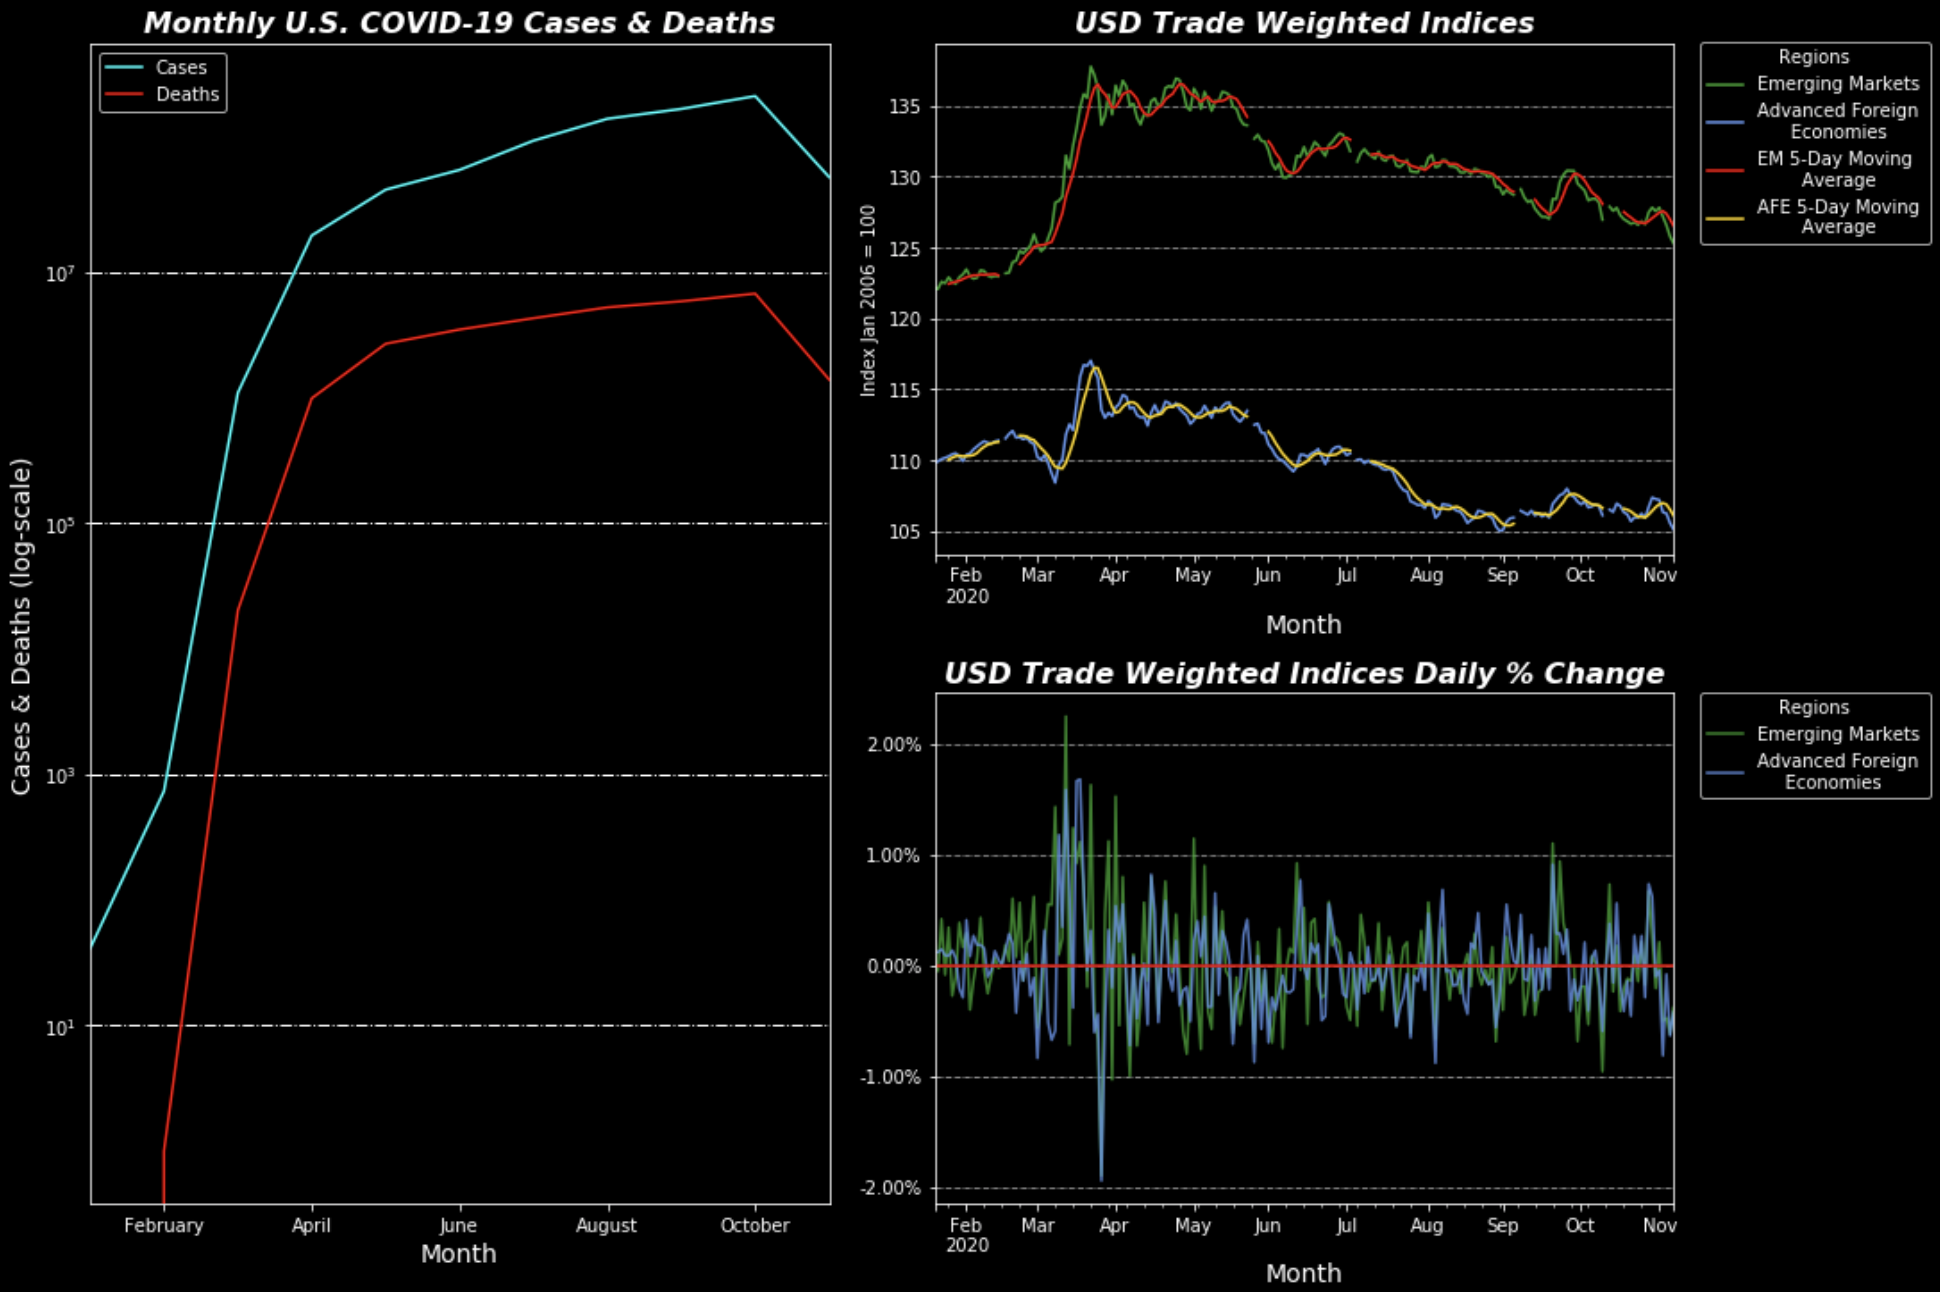 Monthly U.S. COVID-19 Cases & Deaths
Cases
Deaths
Cases & Deaths (log-scale)
10⁷
10⁵
10³
10¹
February
April
June
August
October
Month
USD Trade Weighted Indices
Index Jan 2006 = 100
135
130
125
120
115
110
105
Feb
2020
Mar
Apr
May
Jun
Jul
Aug
Sep
Oct
Nov
Month
Regions
Emerging Markets
Advanced Foreign
Economies
EM 5-Day Moving
Average
AFE 5-Day Moving
Average
USD Trade Weighted Indices Daily % Change
2.00%
1.00%
0.00%
-1.00%
-2.00%
Feb
2020
Mar
Apr
May
Jun
Jul
Aug
Sep
Oct
Nov
Month
Regions
Emerging Markets
Advanced Foreign
Economies